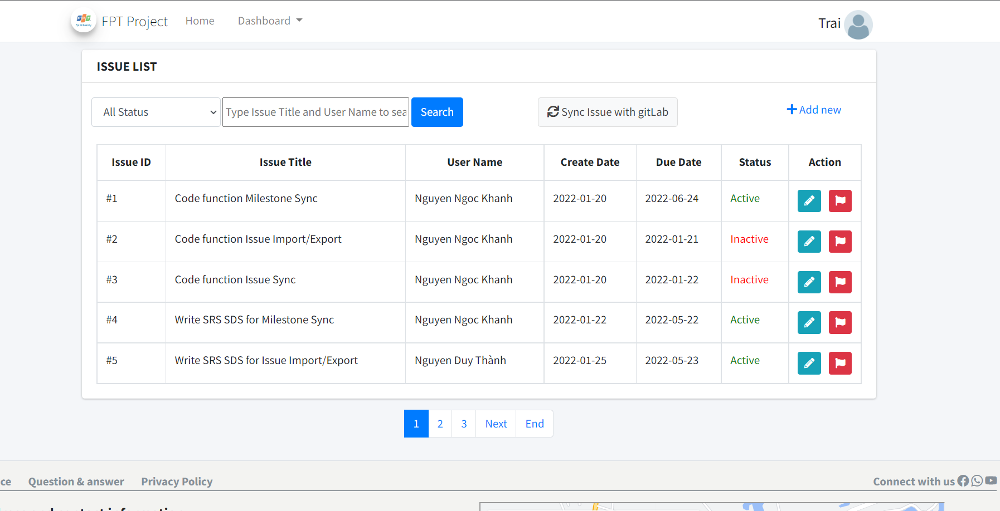 FPT Fpt University FPT Project Home Dashboard Trai
ISSUE LIST
All Status Type Issue Title and User Name to sea Search Sync Issue with gitLab Add new
Issue ID Issue Title User Name Create Date Due Date Status Action
#1 Code function Milestone Sync Nguyen Ngoc Khanh 2022-01-20 2022-06-24 Active
#2 Code function Issue Import/Export Nguyen Ngoc Khanh 2022-01-20 2022-01-21 Inactive
#3 Code function Issue Sync Nguyen Ngoc Khanh 2022-01-20 2022-01-22 Inactive
#4 Write SRS SDS for Milestone Sync Nguyen Ngoc Khanh 2022-01-22 2022-05-22 Active
#5 Write SRS SDS for Issue Import/Export Nguyen Duy Thành 2022-01-25 2022-05-23 Active
1 2 3 Next End
ce Question & answer Privacy Policy Connect with us